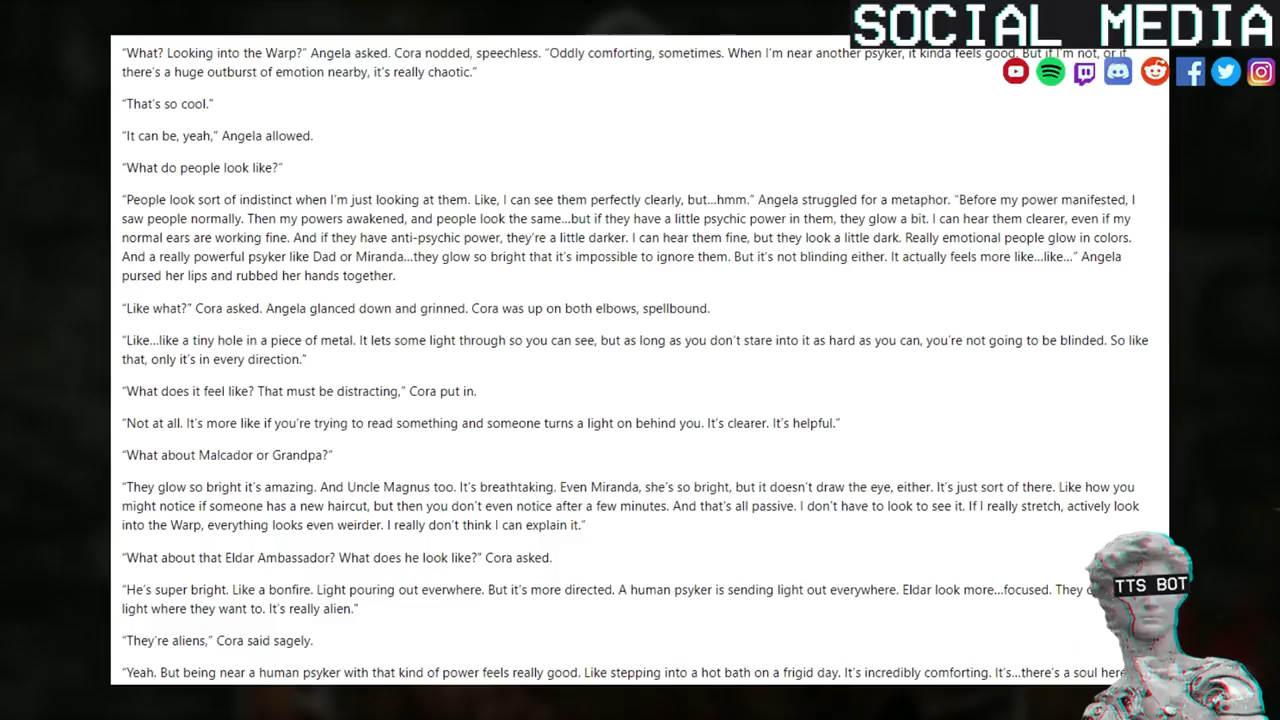 SOCIAL MEDIA
“What? Looking into the Warp?” Angela asked. Cora nodded, speechless. “Oddly comforting, sometimes. When I’m near another psyker, it kinda feels good. But if I’m not, or if
there’s a huge outburst of emotion nearby, it’s really chaotic.”
“That’s so cool.”
“It can be, yeah,” Angela allowed.
“What do people look like?”
“People look sort of indistinct when I’m just looking at them. Like, I can see them perfectly clearly, but…hmm.” Angela struggled for a metaphor. “Before my power manifested, I
saw people normally. Then my powers awakened, and people look the same…but if they have a little psychic power in them, they glow a bit. I can hear them clearer, even if my
normal ears are working fine. And if they have anti-psychic power, they’re a little darker. I can hear them fine, but they look a little dark. Really emotional people glow in colors.
And a really powerful psyker like Dad or Miranda…they glow so bright that it’s impossible to ignore them. But it’s not blinding either. It actually feels more like…like…” Angela
pursed her lips and rubbed her hands together.
“Like what?” Cora asked. Angela glanced down and grinned. Cora was up on both elbows, spellbound.
“Like…like a tiny hole in a piece of metal. It lets some light through so you can see, but as long as you don’t stare into it as hard as you can, you’re not going to be blinded. So like
that, only it’s in every direction.”
“What does it feel like? That must be distracting,” Cora put in.
“Not at all. It’s more like if you’re trying to read something and someone turns a light on behind you. It’s clearer. It’s helpful.”
“What about Malcador or Grandpa?”
“They glow so bright it’s amazing. And Uncle Magnus too. It’s breathtaking. Even Miranda, she’s so bright, but it doesn’t draw the eye, either. It’s just sort of there. Like how you
might notice if someone has a new haircut, but then you don’t even notice after a few minutes. And that’s all passive. I don’t have to look to see it. If I really stretch, actively look
into the Warp, everything looks even weirder. I really don’t think I can explain it.”
“What about that Eldar Ambassador? What does he look like?” Cora asked.
“He’s super bright. Like a bonfire. Light pouring out everwhere. But it’s more directed. A human psyker is sending light out everywhere. Eldar look more…focused. They
light where they want to. It’s really alien.”
TTS BOT
“They’re aliens,” Cora said sagely.
“Yeah. But being near a human psyker with that kind of power feels really good. Like stepping into a hot bath on a frigid day. It’s incredibly comforting. It’s…there’s a soul here